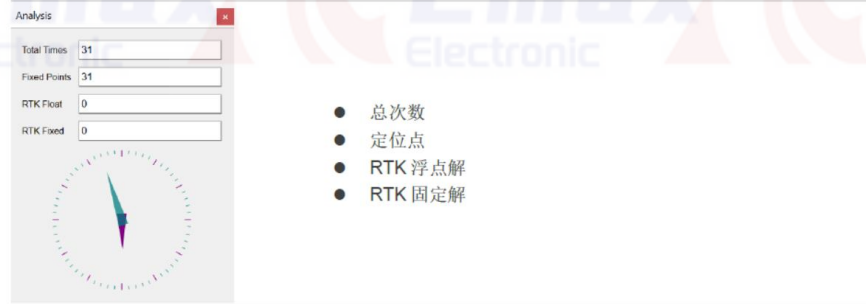 Analysis
Total Times 31
Fixed Points 31
RTK Float 0
RTK Fixed 0
Electronic
● 总次数
● 定位点
● RTK 浮点解
● RTK 固定解